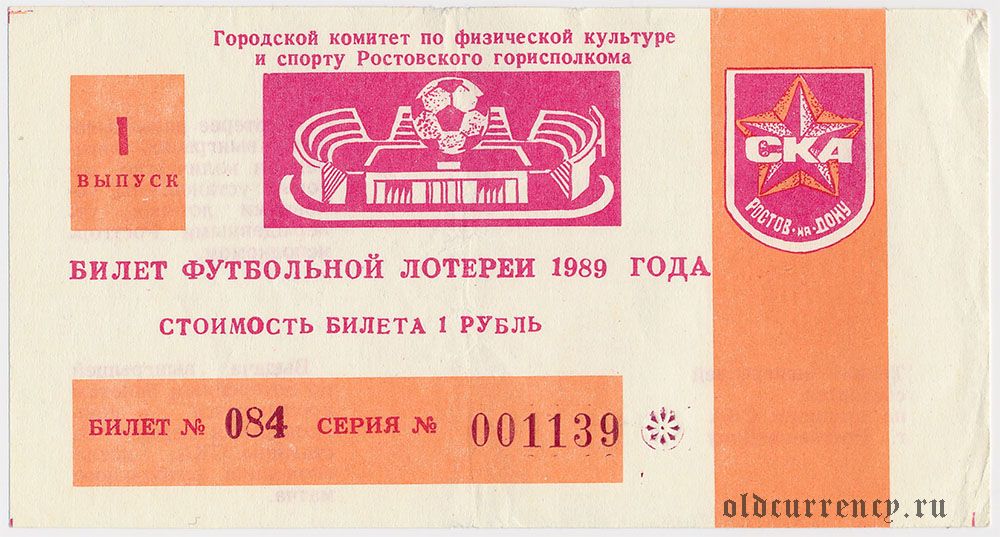 Городской комитет по физической культуре
и спорту Ростовского горисполкома
1
ВЫПУСК
СКА
РОСТОВ-НА-ДОНУ
БИЛЕТ ФУТБОЛЬНОЙ ЛОТЕРЕИ 1989 ГОДА
СТОИМОСТЬ БИЛЕТА 1 РУБЛЬ
БИЛЕТ № 084 СЕРИЯ № 001139
oldcurrency.ru